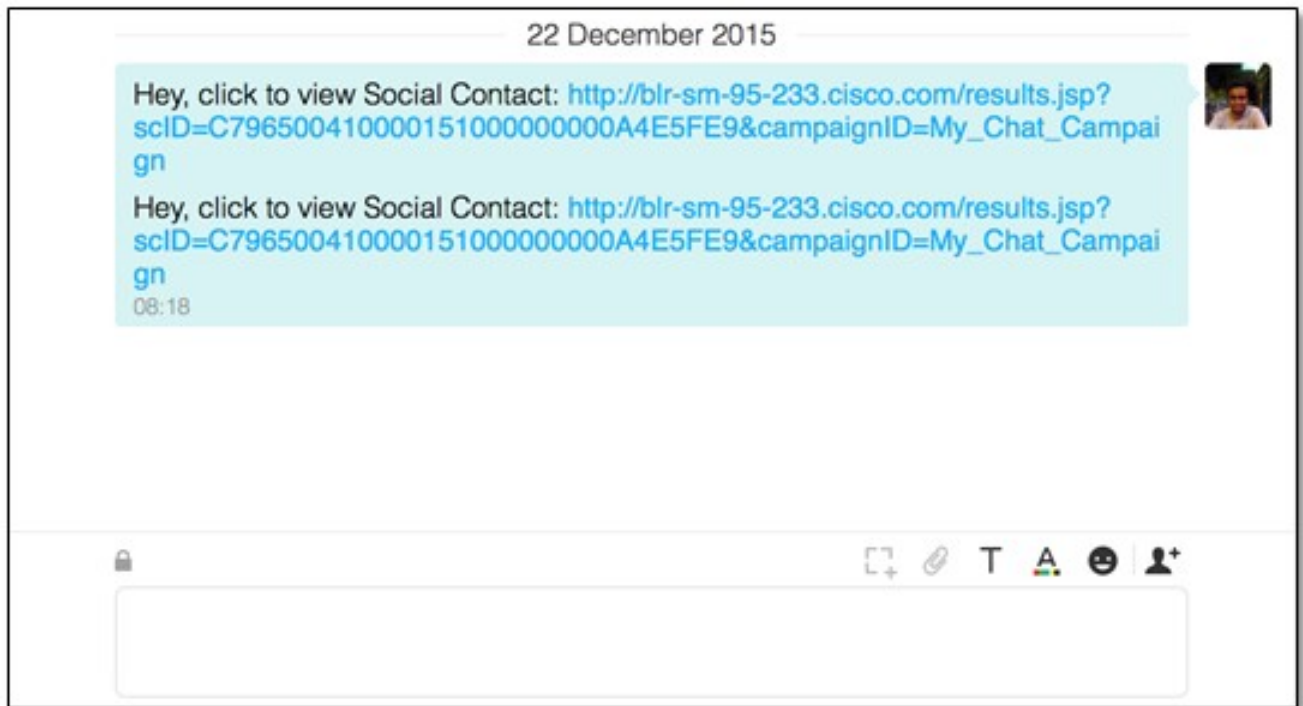 22 December 2015
Hey, click to view Social Contact: http://blr-sm-95-233.cisco.com/results.jsp?
scID=C7965004100001510000000000A4E5FE9&campaignID=My_Chat_Campai
gn
Hey, click to view Social Contact: http://blr-sm-95-233.cisco.com/results.jsp?
scID=C7965004100001510000000000A4E5FE9&campaignID=My_Chat_Campai
gn
08:18
T
A